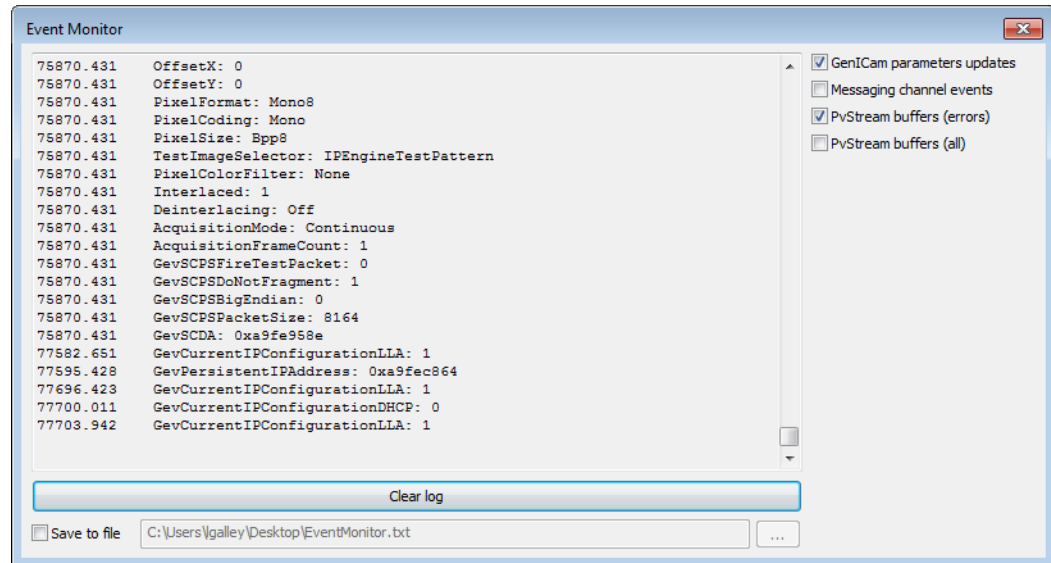 Event Monitor
75870.431 OffsetX: 0
75870.431 OffsetY: 0
75870.431 PixelFormat: Mono8
75870.431 PixelCoding: Mono
75870.431 PixelSize: Bpp8
75870.431 TestImageSelector: IPEngineTestPattern
75870.431 PixelColorFilter: None
75870.431 Interlaced: 1
75870.431 Deinterlacing: Off
75870.431 AcquisitionMode: Continuous
75870.431 AcquisitionFrameCount: 1
75870.431 GevSCPSFireTestPacket: 0
75870.431 GevSCPSDoNotFragment: 1
75870.431 GevSCPSBigEndian: 0
75870.431 GevSCPSPacketSize: 8164
75870.431 GevSCDA: 0xa9fe958e
77582.651 GevCurrentIPConfigurationLLA: 1
77595.428 GevPersistentIPAddress: 0xa9fec864
77696.423 GevCurrentIPConfigurationLLA: 1
77700.011 GevCurrentIPConfigurationDHCP: 0
77703.942 GevCurrentIPConfigurationLLA: 1
GenICam parameters updates
Messaging channel events
PvStream buffers (errors)
PvStream buffers (all)
Clear log
Save to file C:\Users\lgalley\Desktop\EventMonitor.txt ...